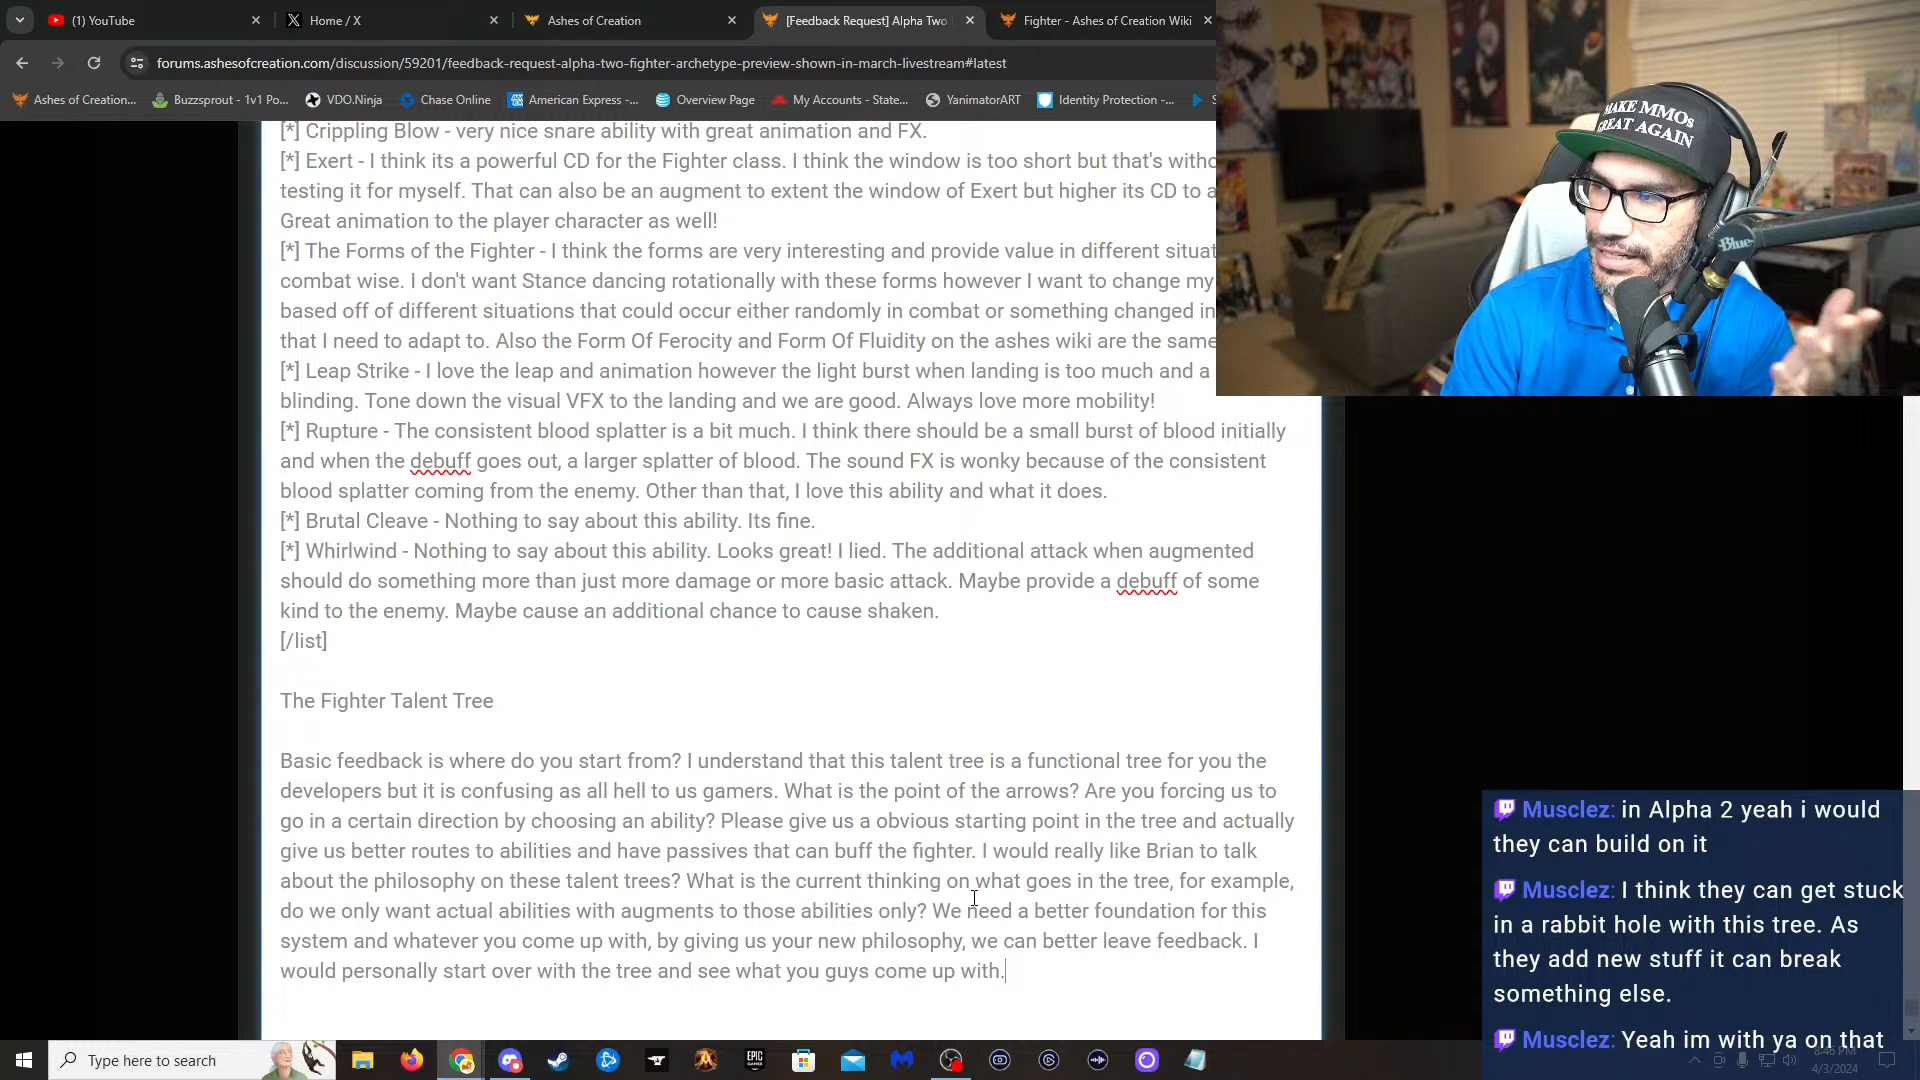 (1) YouTube
Home / X
Ashes of Creation
[Feedback Request] Alpha Two
Fighter - Ashes of Creation Wiki
forums.ashesofcreation.com/discussion/59201/feedback-request-alpha-two-fighter-archetype-preview-shown-in-march-livestream#latest
Ashes of Creation...
Buzzsprout - 1v1 Po...
VDO.Ninja
Chase Online
American Express -...
Overview Page
My Accounts - State...
YanimatorART
Identity Protection -...
MAKE MMOs
GREAT AGAIN
Blue
[*] Crippling Blow - very nice snare ability with great animation and FX.
[*] Exert - I think its a powerful CD for the Fighter class. I think the window is too short but that's witho
testing it for myself. That can also be an augment to extent the window of Exert but higher its CD to a
Great animation to the player character as well!
[*] The Forms of the Fighter - I think the forms are very interesting and provide value in different situat
combat wise. I don't want Stance dancing rotationally with these forms however I want to change my
based off of different situations that could occur either randomly in combat or something changed in
that I need to adapt to. Also the Form Of Ferocity and Form Of Fluidity on the ashes wiki are the same
[*] Leap Strike - I love the leap and animation however the light burst when landing is too much and a
blinding. Tone down the visual VFX to the landing and we are good. Always love more mobility!
[*] Rupture - The consistent blood splatter is a bit much. I think there should be a small burst of blood initially
and when the debuff goes out, a larger splatter of blood. The sound FX is wonky because of the consistent
blood splatter coming from the enemy. Other than that, I love this ability and what it does.
[*] Brutal Cleave - Nothing to say about this ability. Its fine.
[*] Whirlwind - Nothing to say about this ability. Looks great! I lied. The additional attack when augmented
should do something more than just more damage or more basic attack. Maybe provide a debuff of some
kind to the enemy. Maybe cause an additional chance to cause shaken.
[/list]
The Fighter Talent Tree
Basic feedback is where do you start from? I understand that this talent tree is a functional tree for you the
developers but it is confusing as all hell to us gamers. What is the point of the arrows? Are you forcing us to
go in a certain direction by choosing an ability? Please give us a obvious starting point in the tree and actually
give us better routes to abilities and have passives that can buff the fighter. I would really like Brian to talk
about the philosophy on these talent trees? What is the current thinking on what goes in the tree, for example,
do we only want actual abilities with augments to those abilities only? We need a better foundation for this
system and whatever you come up with, by giving us your new philosophy, we can better leave feedback. I
would personally start over with the tree and see what you guys come up with.
Musclez: in Alpha 2 yeah i would
they can build on it
Musclez: I think they can get stuck
in a rabbit hole with this tree. As
they add new stuff it can break
something else.
Musclez: Yeah im with ya on that
Type here to search
EPIC
GAMES
8:46 PM
4/3/2024